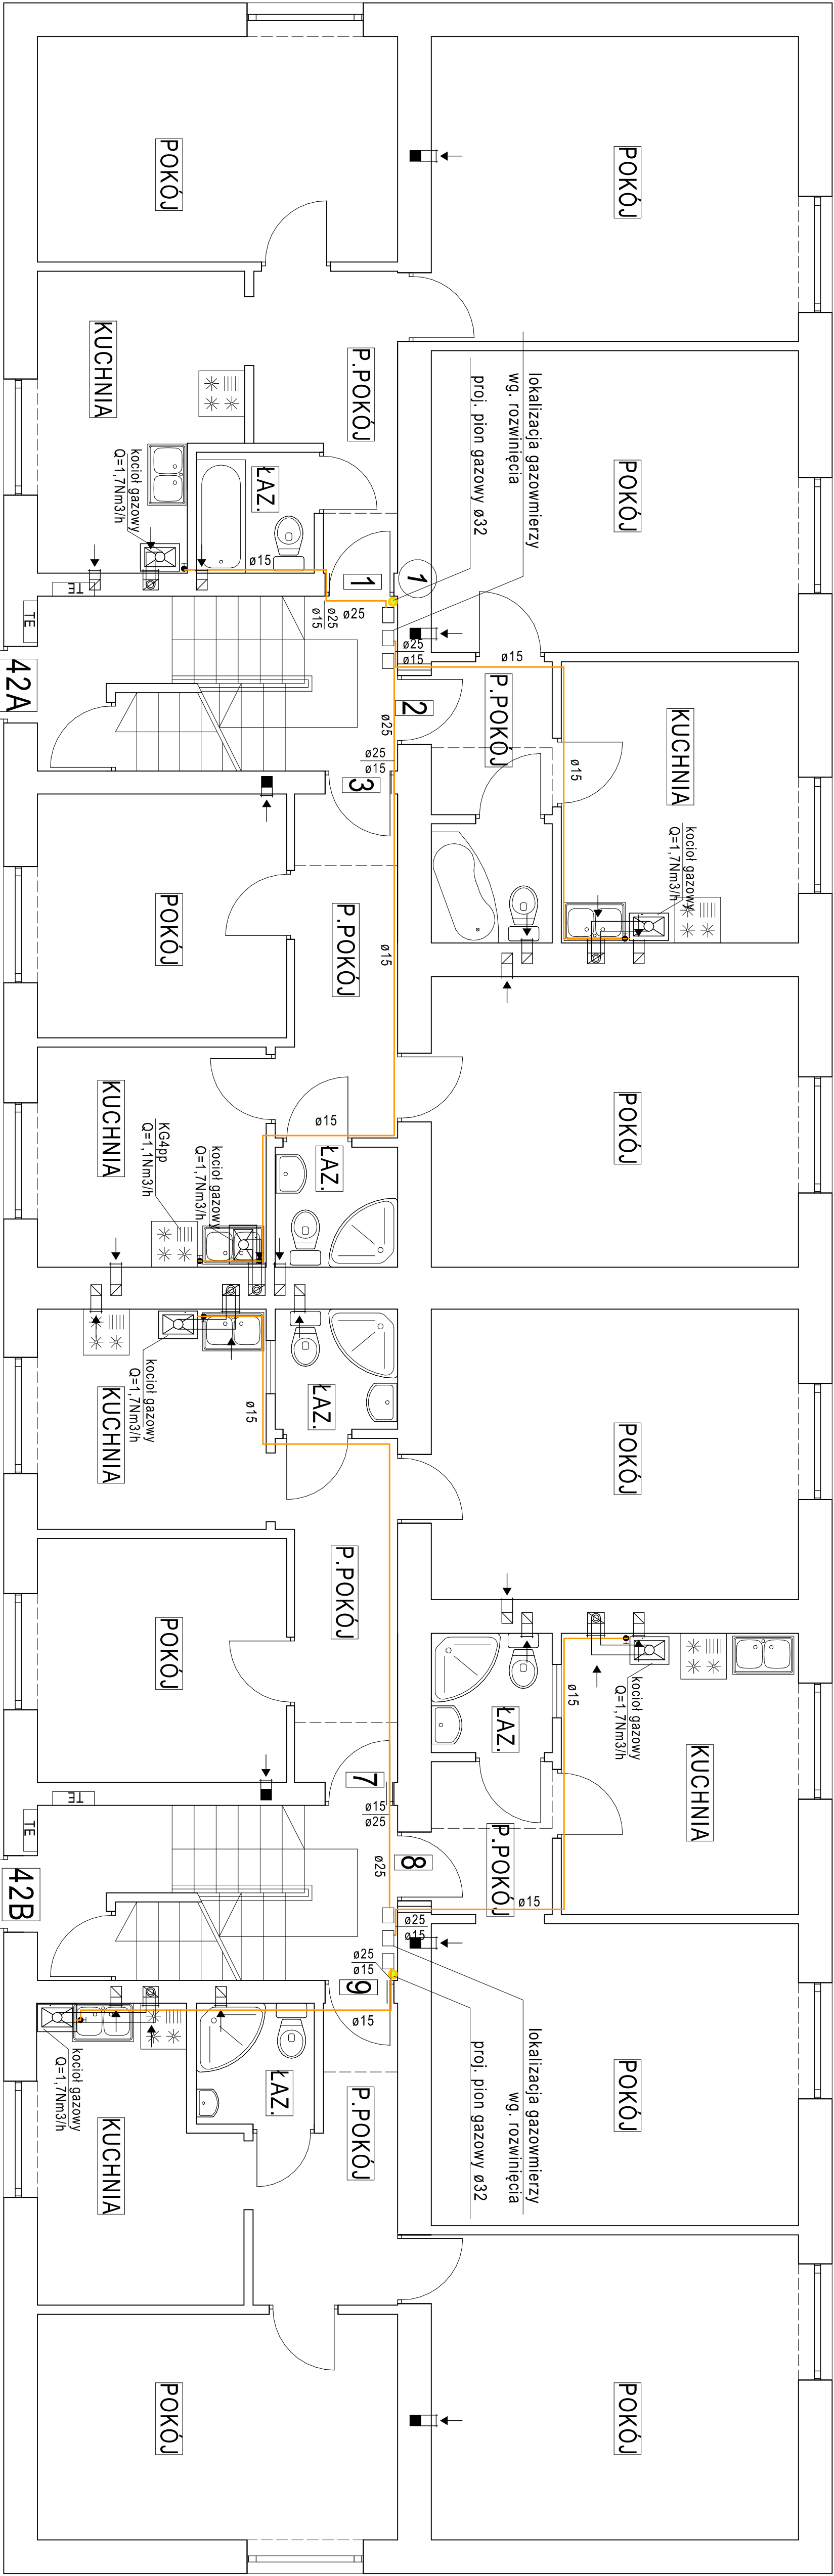 POKÓJ
POKÓJ
KUCHNIA
P.POKÓJ
lokalizacja gazowmierzy
wg. rozwinięcia
proj. pion gazowy ø32
POKÓJ
kocioł gazowy
Q=1,7Nm3/h
ŁAZ.
ø15
1
1
TE
TE
ø25
ø15
ø25
ø25
ø15
ø15
42A
2
P.POKÓJ
KUCHNIA
ø25
ø15
ø25
ø15
3
kocioł gazowy
Q=1,7Nm3/h
POKÓJ
P.POKÓJ
ø15
KUCHNIA
KG4pp
Q=1,1Nm3/h
kocioł gazowy
Q=1,7Nm3/h
ø15
ŁAZ.
POKÓJ
kocioł gazowy
Q=1,7Nm3/h
KUCHNIA
ø15
ŁAZ.
POKÓJ
P.POKÓJ
POKÓJ
ŁAZ.
ø15
kocioł gazowy
Q=1,7Nm3/h
KUCHNIA
7
TE
TE
ø15
ø25
ø25
8
P.POKÓJ
ø15
42B
ø25
ø15
ø25
ø15
9
ø15
kocioł gazowy
Q=1,7Nm3/h
KUCHNIA
ŁAZ.
P.POKÓJ
lokalizacja gazowmierzy
wg. rozwinięcia
proj. pion gazowy ø32
POKÓJ
POKÓJ
POKÓJ